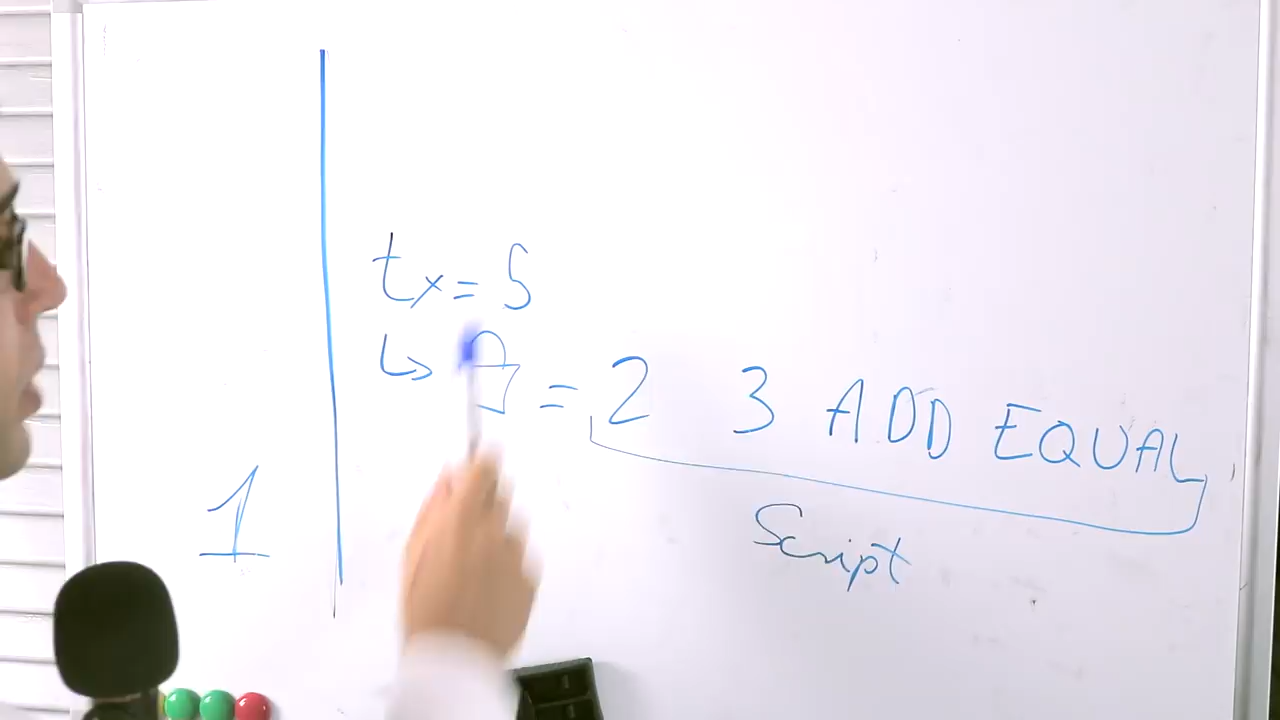 tx = 5
= 2 3 ADD EQUAL
Script
1